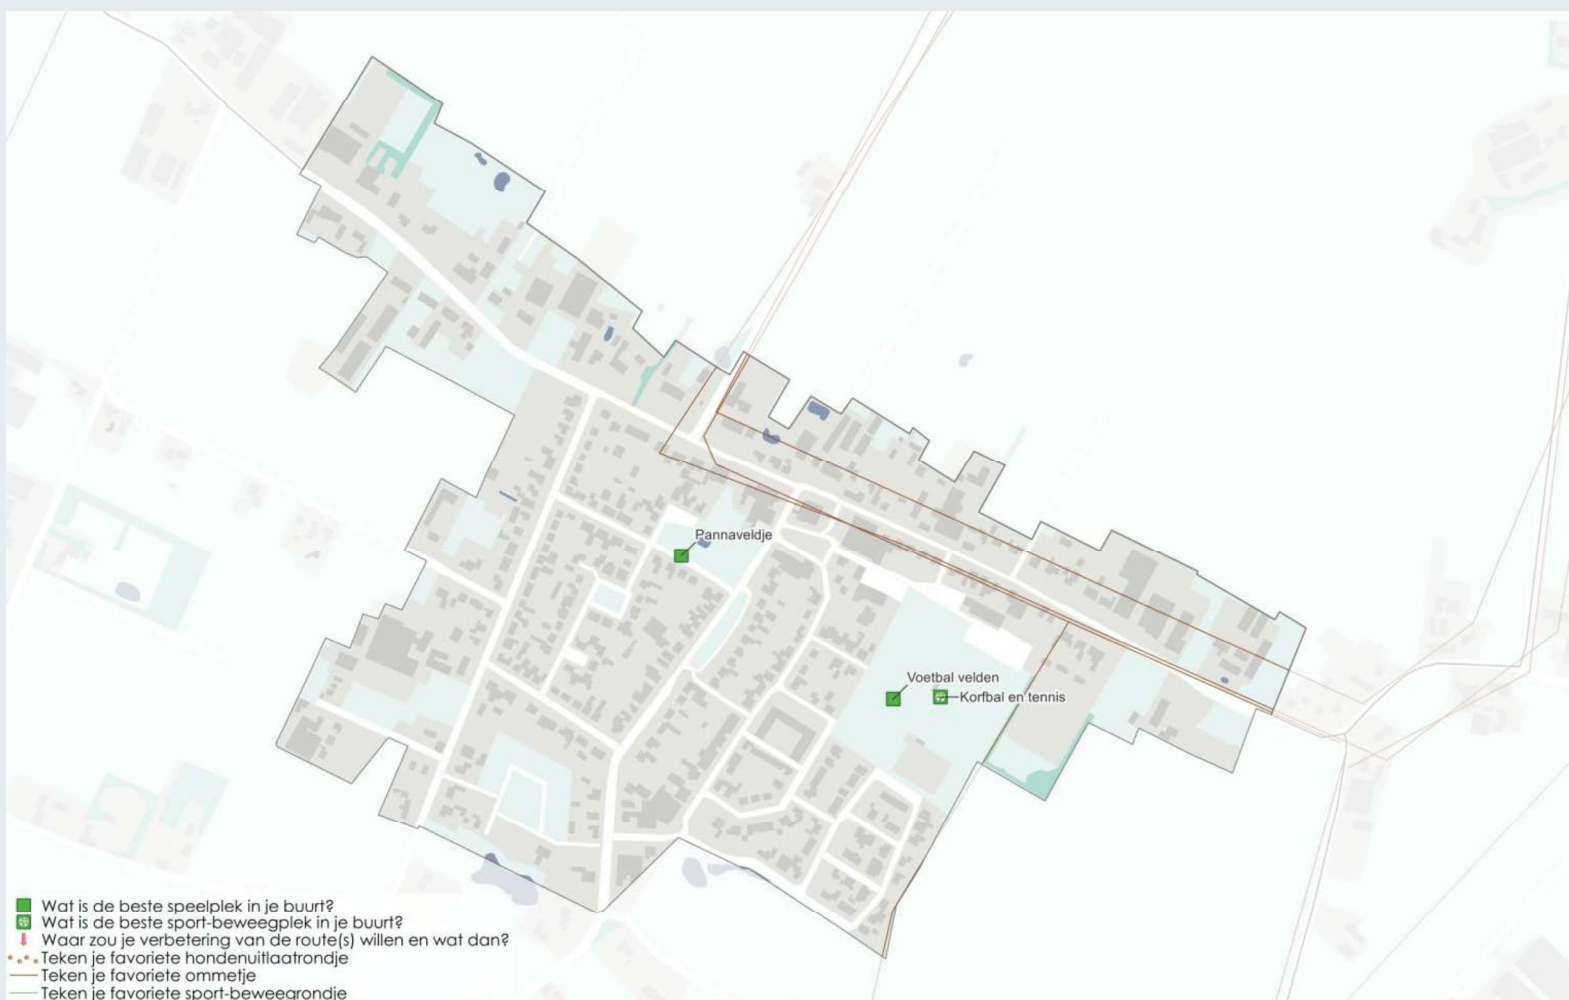 Pannaveldje
Voetbal velden
Korfbal en tennis
Wat is de beste speelplek in je buurt?
Wat is de beste sport-beweegplek in je buurt?
Waar zou je verbetering van de route(s) willen en wat dan?
Teken je favoriete hondenuitlaatrondje
Teken je favoriete ommetje
Teken je favoriete sport-beweegrondje